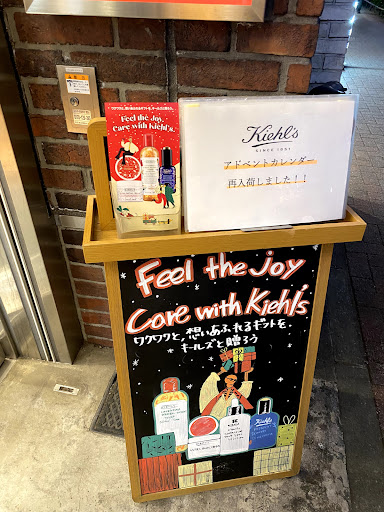 Feel the Joy,
Care with Kiehl's.
Kiehl's
SINCE 1851
アドベントカレンダー
再入荷しました！！
Feel the Joy
Care with Kiehl's
ワクワクと, 想いあふれるギフトを
キールズと贈ろう
Kiehl's